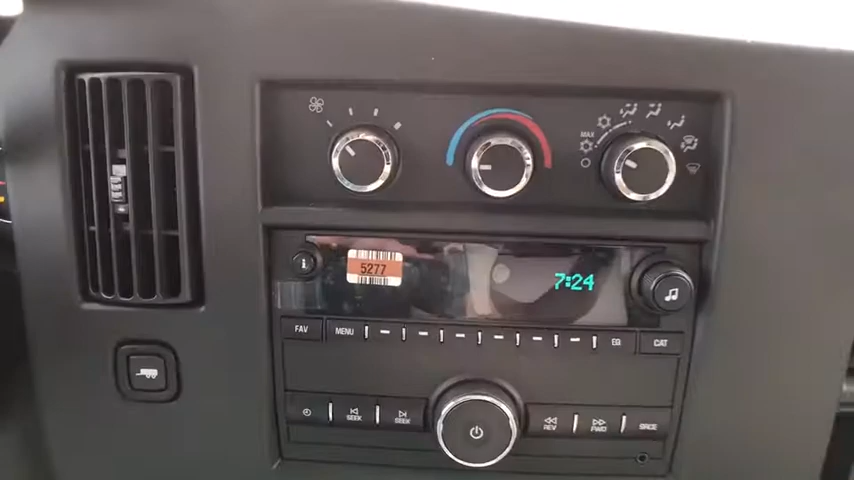 MAX
5277
7:24
i
FAV
MENU
EQ
CAT
SEEK
SEEK
REV
FWD
SRCE